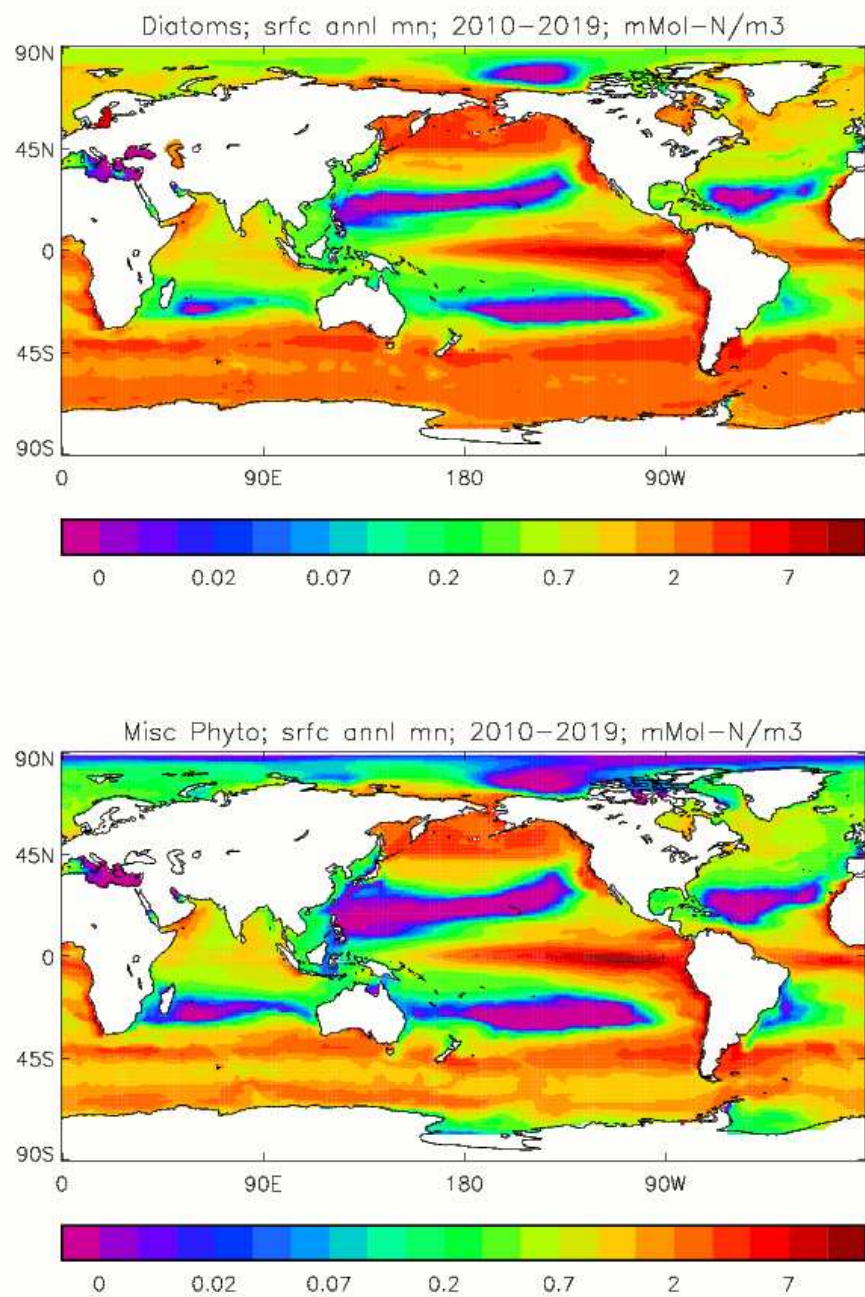 Diatoms; srfc annl mn; 2010-2019; mMol-N/m3
90N
45N
0
45S
90S
0 90E 180 90W
0 0.02 0.07 0.2 0.7 2 7
Misc Phyto; srfc annl mn; 2010-2019; mMol-N/m3
90N
45N
0
45S
90S
0 90E 180 90W
0 0.02 0.07 0.2 0.7 2 7